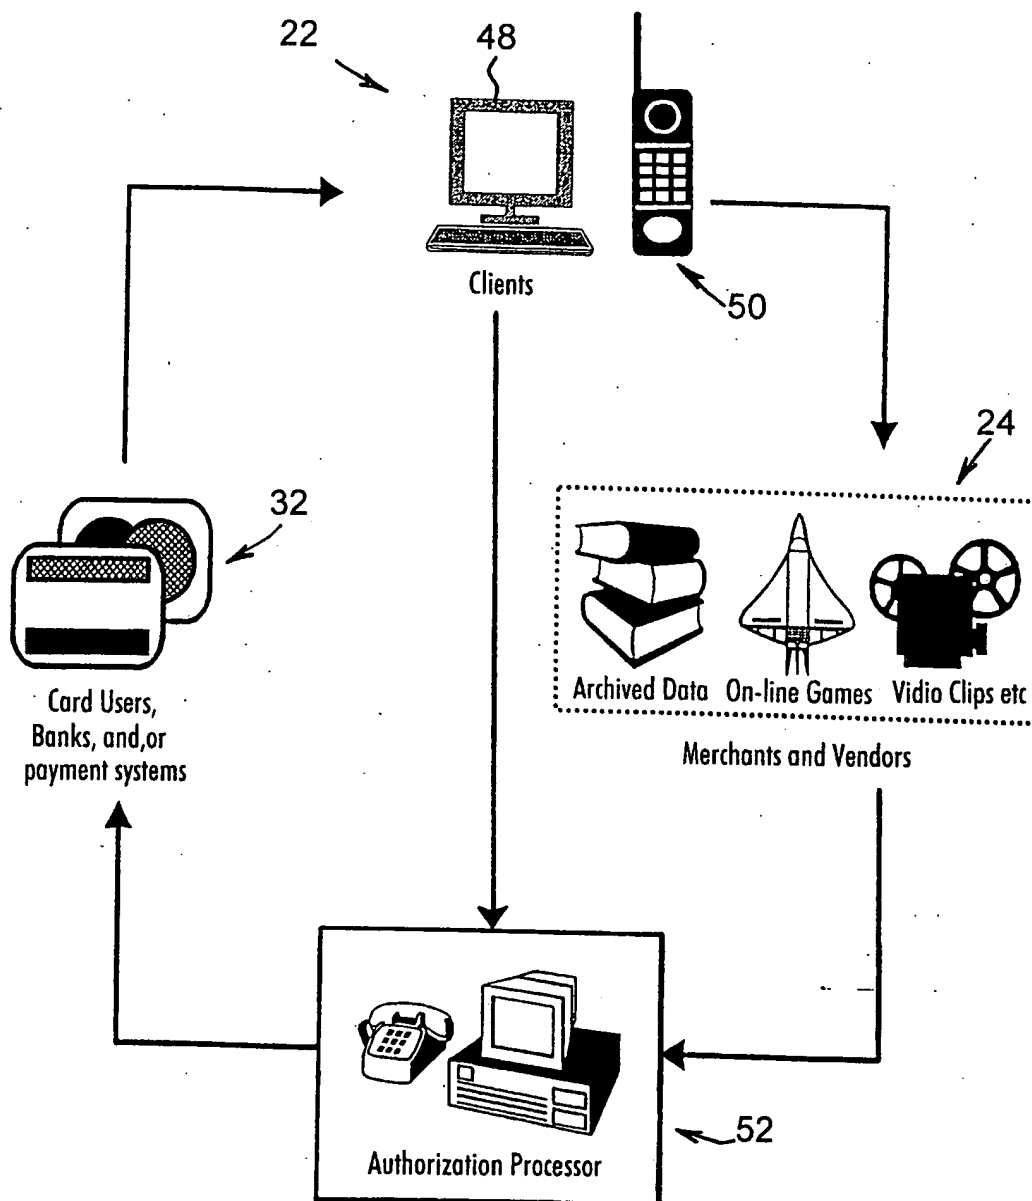 22
48
Clients
50
24
32
Archived Data
On-line Games
Vidio Clips etc
Card Users,
Banks, and,or
payment systems
Merchants and Vendors
52
Authorization Processor